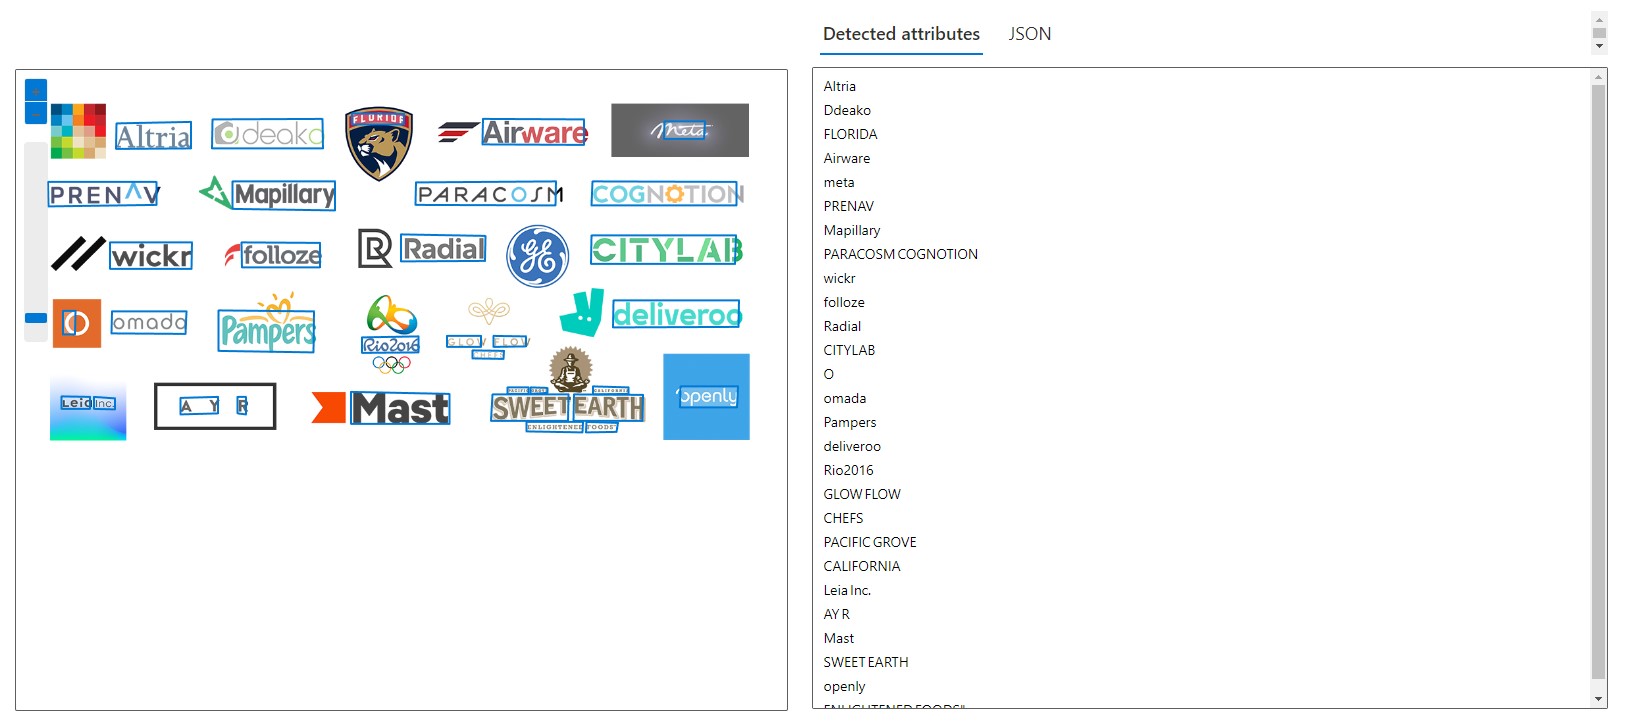 Detected attributes JSON
Altria deako FLORIDA Airware meta
PRENAV Mapillary PARACOSM COGNOTION
wickr folloze R Radial GE CITYLAB
omada Pampers Rio2016 deliveroo
GLOW FLOW
CHEFS
Leia Inc. A Y R Mast
PACIFIC GROVE CALIFORNIA
SWEET EARTH
ENLIGHTENED FOODS
openly
Altria
Ddeako
FLORIDA
Airware
meta
PRENAV
Mapillary
PARACOSM COGNOTION
wickr
folloze
Radial
CITYLAB
O
omada
Pampers
deliveroo
Rio2016
GLOW FLOW
CHEFS
PACIFIC GROVE
CALIFORNIA
Leia Inc.
AY R
Mast
SWEET EARTH
openly
ENLIGHTENED FOODS"